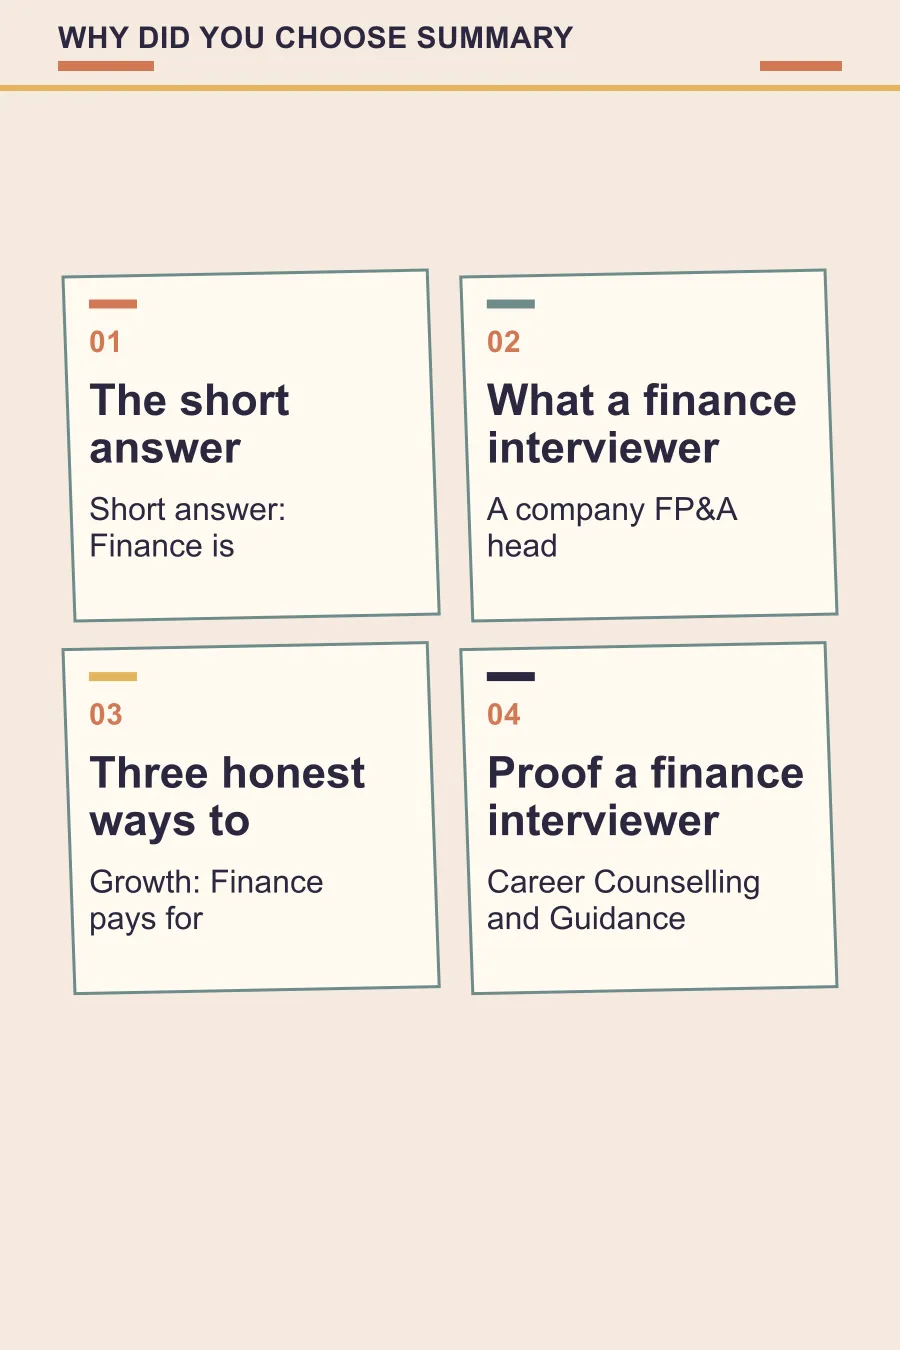 WHY DID YOU CHOOSE SUMMARY
01
The short
answer
Short answer:
Finance is
02
What a finance
interviewer
A company FP&A
head
03
Three honest
ways to
Growth: Finance
pays for
04
Proof a finance
interviewer
Career Counselling
and Guidance